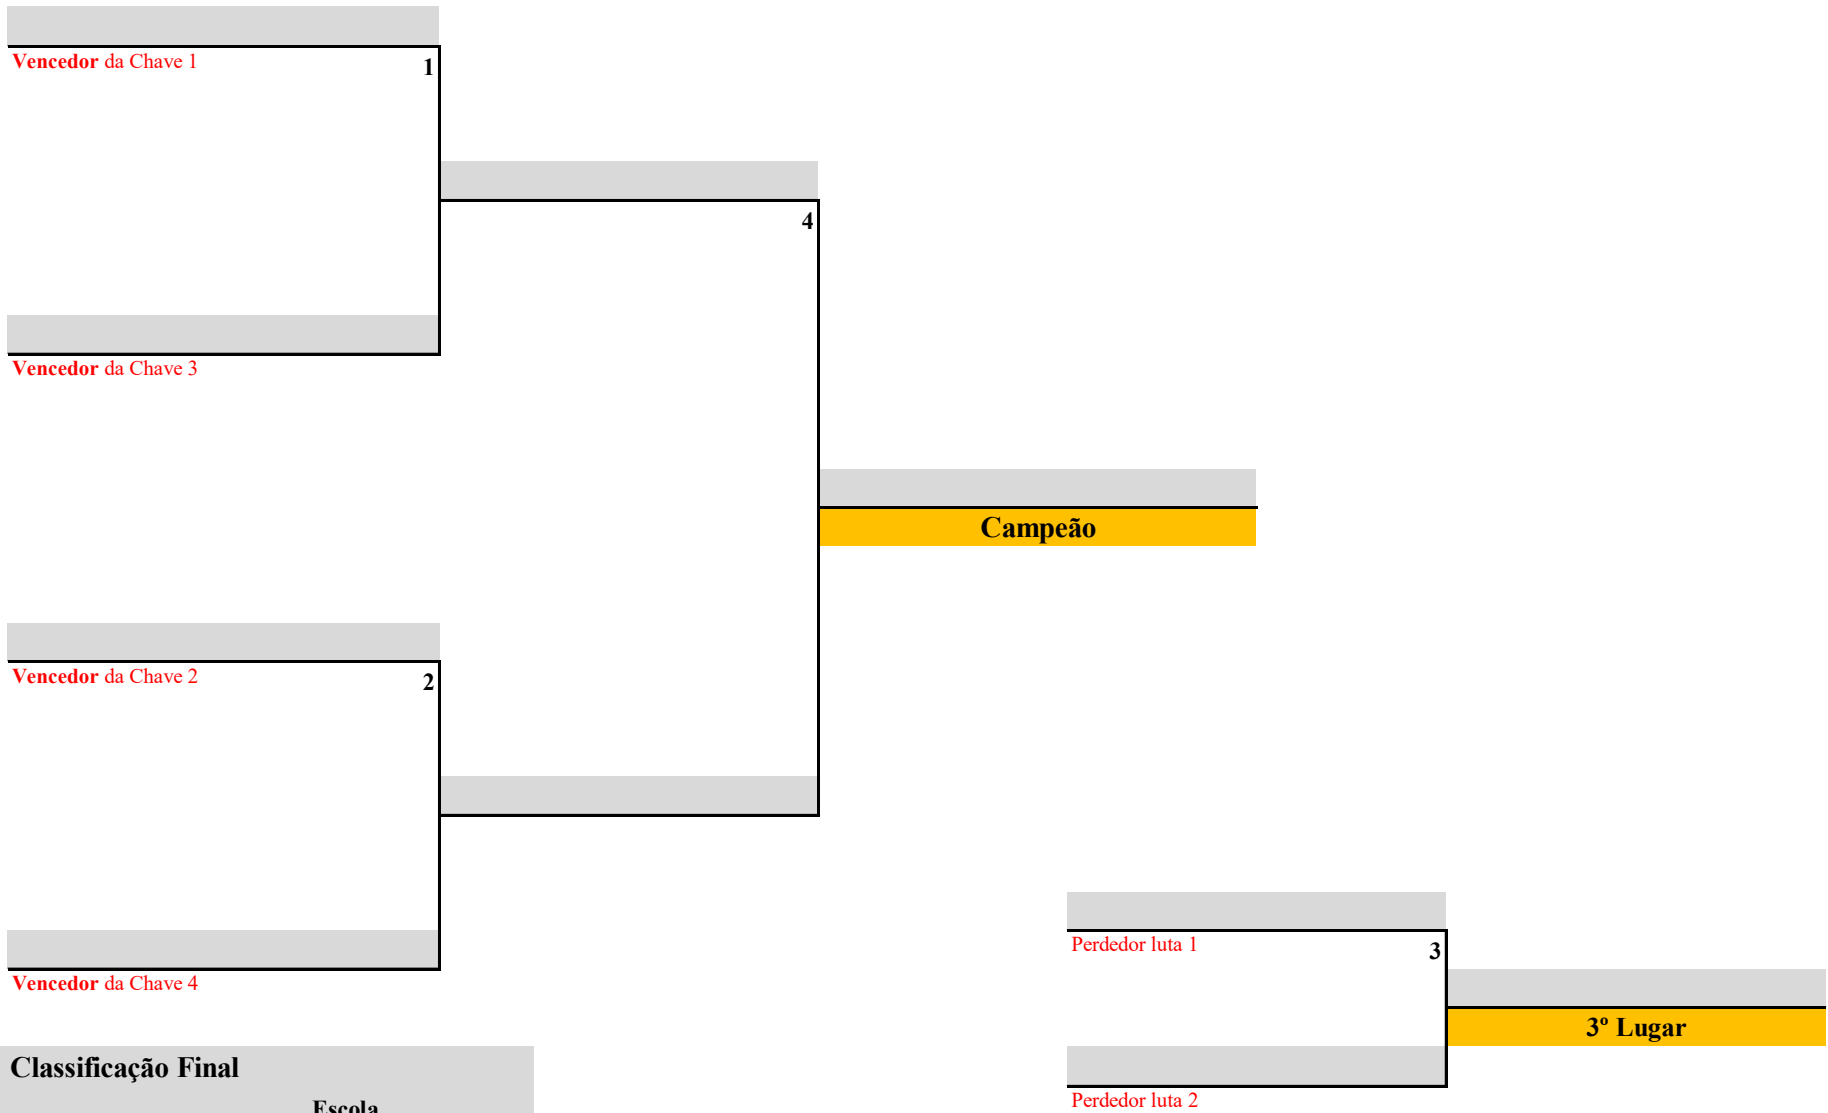 Vencedor da Chave 1
1
4
Vencedor da Chave 3
Campeão
Vencedor da Chave 2
2
Vencedor da Chave 4
Perdedor luta 1
3
3º Lugar
Perdedor luta 2
Classificação Final
Escola